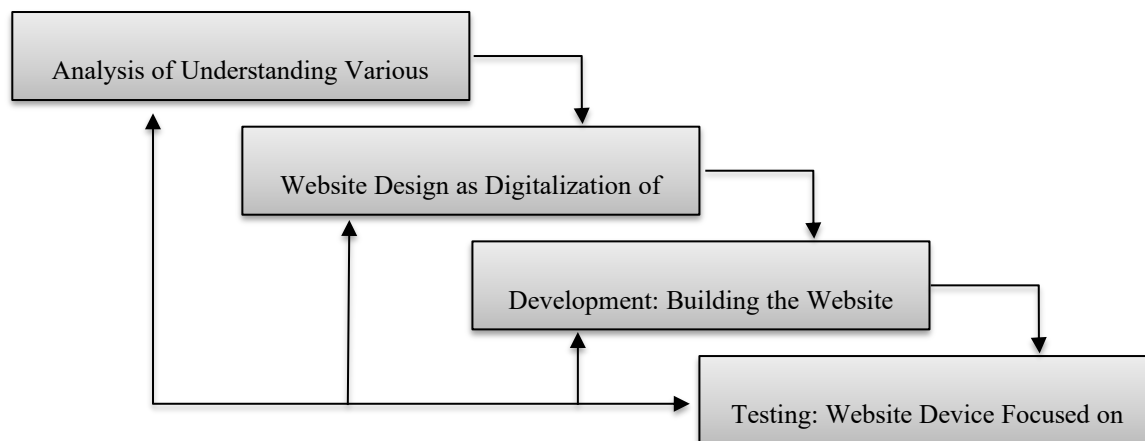 Analysis of Understanding Various
Website Design as Digitalization of
Development: Building the Website
Testing: Website Device Focused on